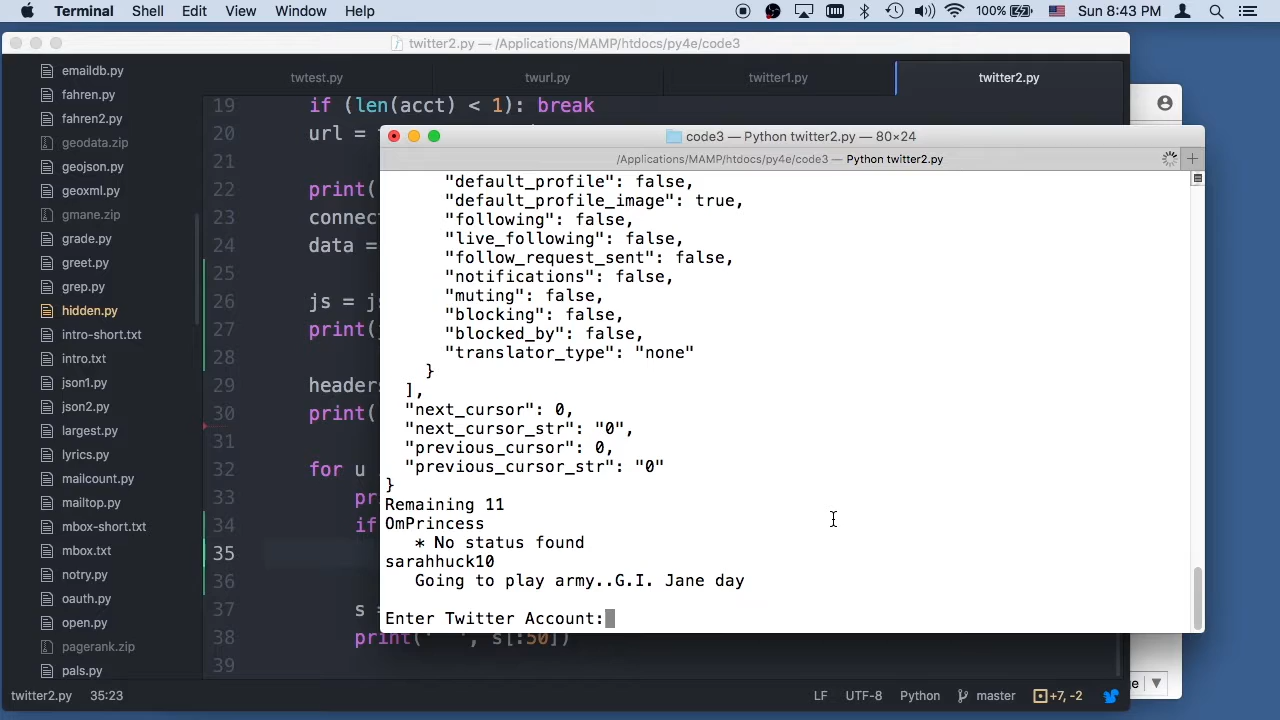 Terminal Shell Edit View Window Help 100% Sun 8:43 PM
twitter2.py — /Applications/MAMP/htdocs/py4e/code3
twtest.py twurl.py twitter1.py twitter2.py
emaildb.py
fahren.py
fahren2.py
geodata.zip
geojson.py
geoxml.py
gmane.zip
grade.py
greet.py
grep.py
hidden.py
intro-short.txt
intro.txt
json1.py
json2.py
largest.py
lyrics.py
mailcount.py
mailtop.py
mbox-short.txt
mbox.txt
notry.py
oauth.py
open.py
pagerank.zip
pals.py
19 if (len(acct) < 1): break
20 url =
21
22 print(
23 connec
24 data =
25
26 js = js
27 print(
28
29 headers
30 print(
31
32 for u
33 pr
34 if
35
36
37 s =
38 print(' ', s[:50])
39
code3 — Python twitter2.py — 80×24
/Applications/MAMP/htdocs/py4e/code3 — Python twitter2.py
"default_profile": false,
"default_profile_image": true,
"following": false,
"live_following": false,
"follow_request_sent": false,
"notifications": false,
"muting": false,
"blocking": false,
"blocked_by": false,
"translator_type": "none"
}
],
"next_cursor": 0,
"next_cursor_str": "0",
"previous_cursor": 0,
"previous_cursor_str": "0"
}
Remaining 11
OmPrincess
* No status found
sarahhuck10
Going to play army..G.I. Jane day
Enter Twitter Account:
twitter2.py 35:23 LF UTF-8 Python master +7, -2